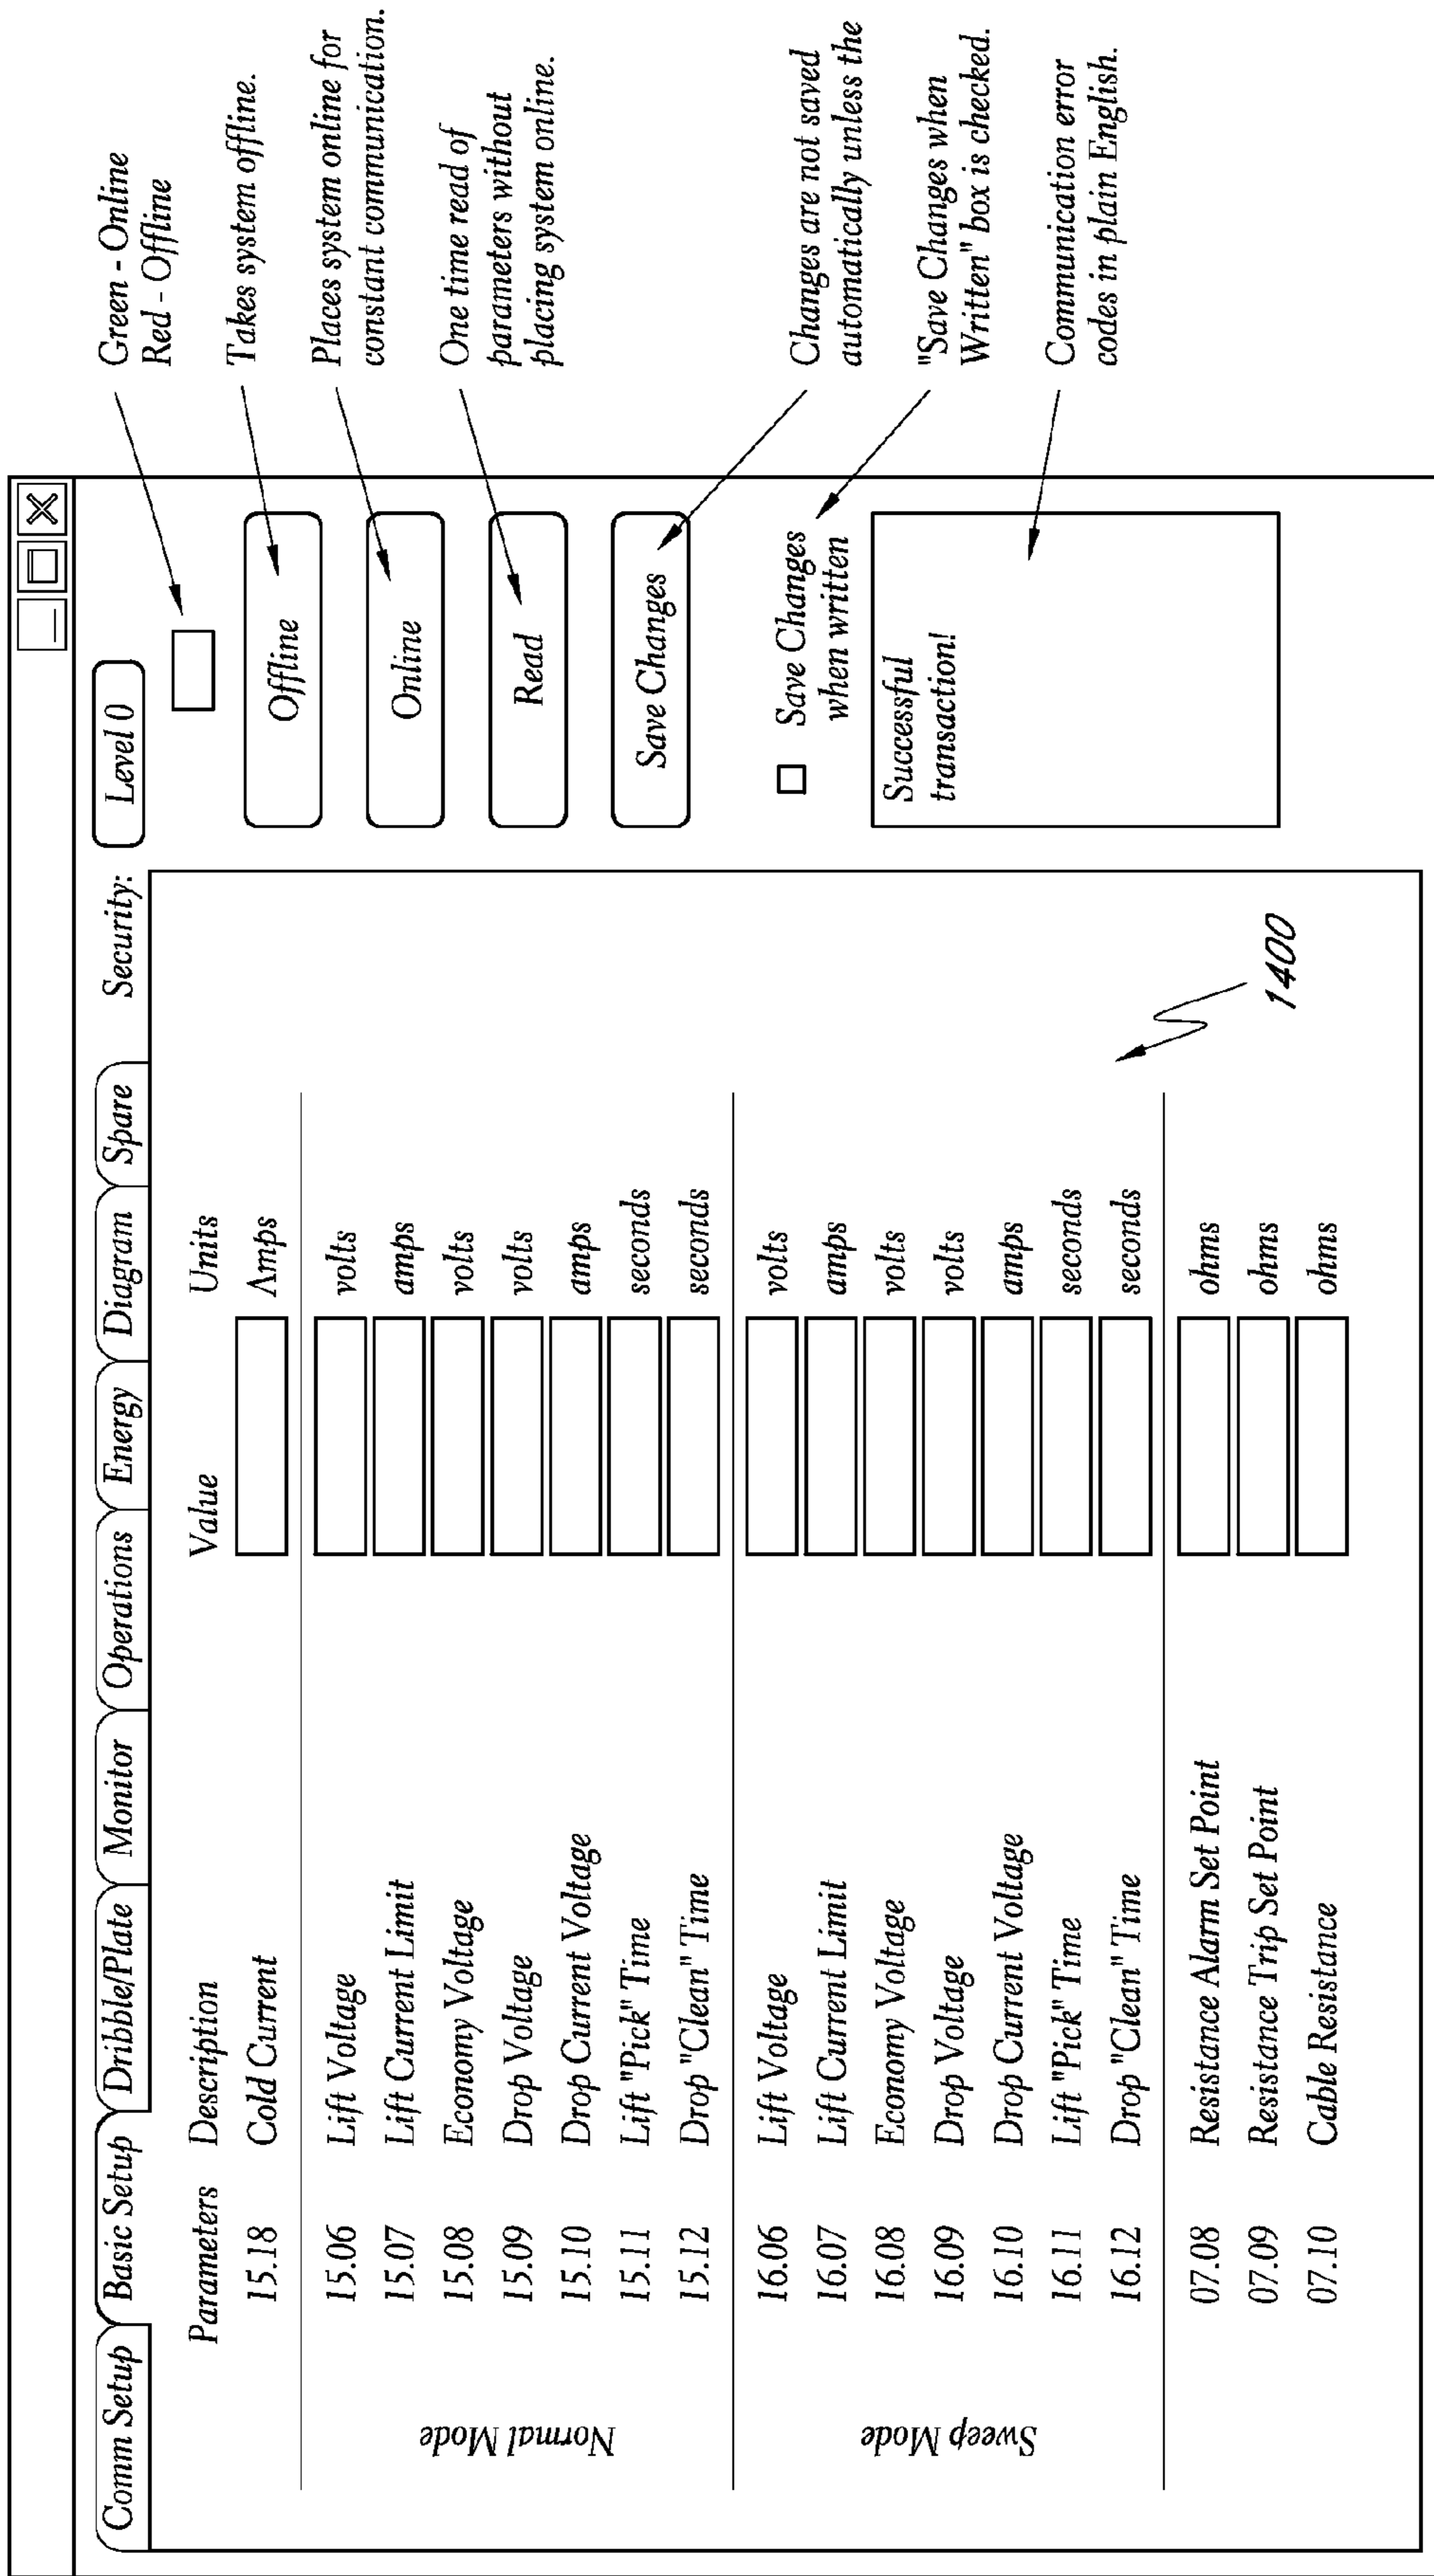 Comm Setup Basic Setup Dribble/Plate Monitor Operations Energy Diagram Spare Security: Level 0
Parameters Description Value Units
15.18 Cold Current Amps
Normal Mode
15.06 Lift Voltage volts
15.07 Lift Current Limit amps
15.08 Economy Voltage volts
15.09 Drop Voltage volts
15.10 Drop Current Voltage amps
15.11 Lift "Pick" Time seconds
15.12 Drop "Clean" Time seconds
Sweep Mode
16.06 Lift Voltage volts
16.07 Lift Current Limit amps
16.08 Economy Voltage volts
16.09 Drop Voltage volts
16.10 Drop Current Voltage amps
16.11 Lift "Pick" Time seconds
16.12 Drop "Clean" Time seconds
07.08 Resistance Alarm Set Point ohms
07.09 Resistance Trip Set Point ohms
07.10 Cable Resistance ohms
1400
Offline
Online
Read
Save Changes
Save Changes
when written
Successful
transaction!
Green - Online
Red - Offline
Takes system offline.
Places system online for
constant communication.
One time read of
parameters without
placing system online.
Changes are not saved
automatically unless the
"Save Changes when
Written" box is checked.
Communication error
codes in plain English.